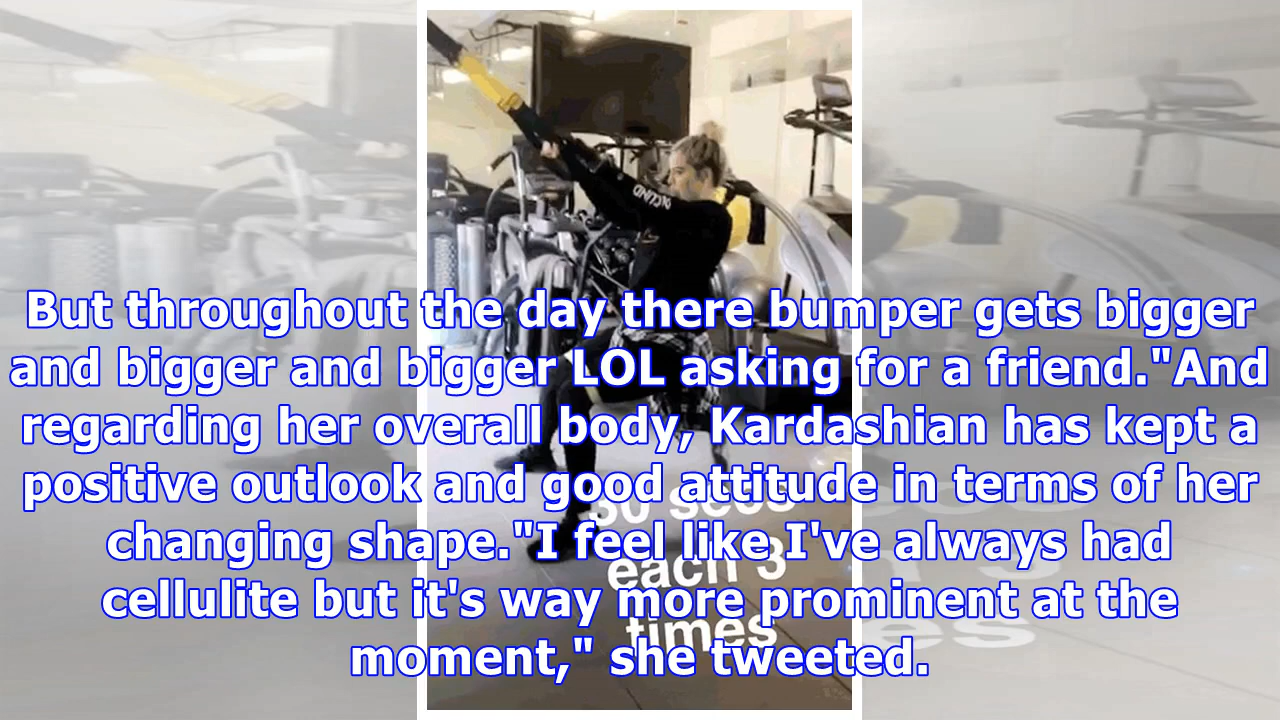 But throughout the day there bumper gets bigger
and bigger and bigger LOL asking for a friend."And
regarding her overall body, Kardashian has kept a
positive outlook and good attitude in terms of her
changing shape."I feel like I've always had
cellulite but it's way more prominent at the
moment," she tweeted.
30 secs
each 3
times